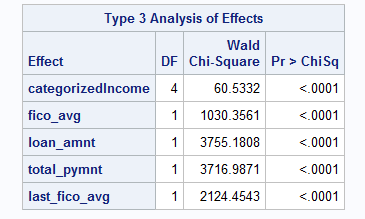 Type 3 Analysis of Effects
Effect DF Wald Chi-Square Pr > ChiSq
categorizedIncome 4 60.5332 <.0001
fico_avg 1 1030.3561 <.0001
loan_amnt 1 3755.1808 <.0001
total_pymnt 1 3716.9871 <.0001
last_fico_avg 1 2124.4543 <.0001